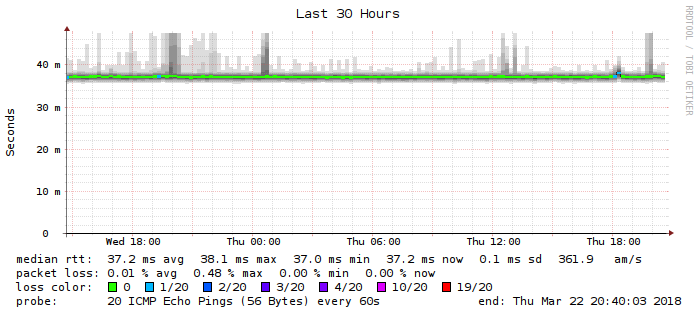 Last 30 Hours
RRDTOOL / TOBI OETIKER
Seconds
40 m
30 m
20 m
10 m
0
Wed 18:00 Thu 00:00 Thu 06:00 Thu 12:00 Thu 18:00
median rtt: 37.2 ms avg 38.1 ms max 37.0 ms min 37.2 ms now 0.1 ms sd 361.9 am/s
packet loss: 0.01 % avg 0.48 % max 0.00 % min 0.00 % now
loss color: 0 1/20 2/20 3/20 4/20 10/20 19/20
probe: 20 ICMP Echo Pings (56 Bytes) every 60s end: Thu Mar 22 20:40:03 2018